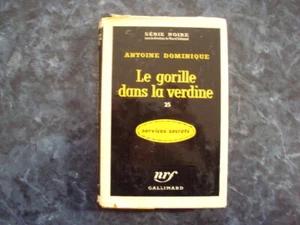 SÉRIE NOIRE
ANTOINE DOMINIQUE
Le gorille
dans la verdine
25
services secrets
nrf
GALLIMARD